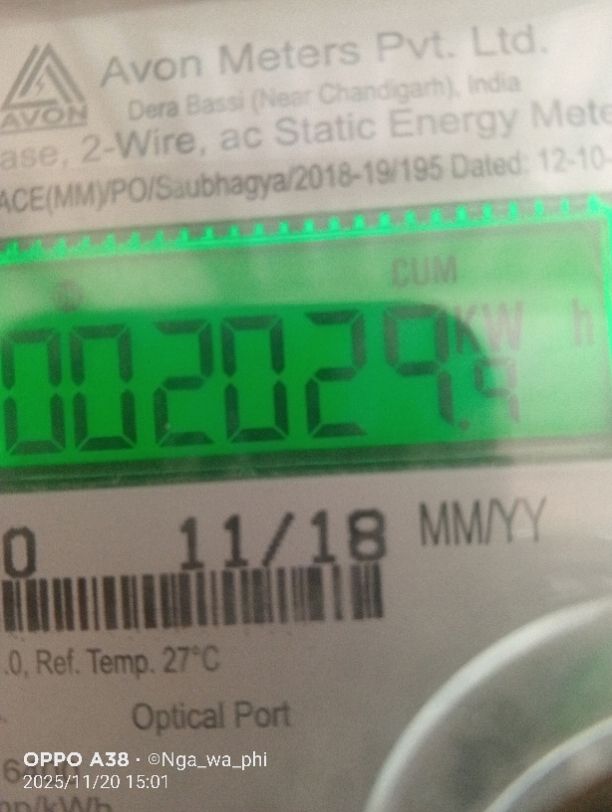 Avon Meters Pvt. Ltd.
AVON
Dera Bassi (Near Chandigarh), India
ase, 2-Wire, ac Static Energy Mete
ACE(MM)/PO/Saubhagya/2018-19/195 Dated: 12-10-
CUM
002029.9 KW h
0 11/18 MM/YY
.0, Ref. Temp. 27°C
Optical Port
OPPO A38 · ©Nga_wa_phi
2025/11/20 15:01
mp/kWh